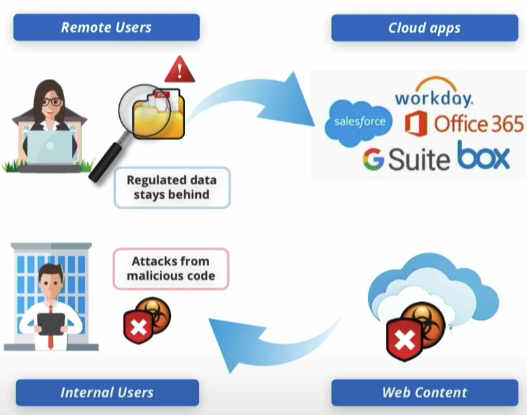 Remote Users
Cloud apps
workday.
salesforce
Office 365
G Suite
box
Regulated data
stays behind
Attacks from
malicious code
Internal Users
Web Content